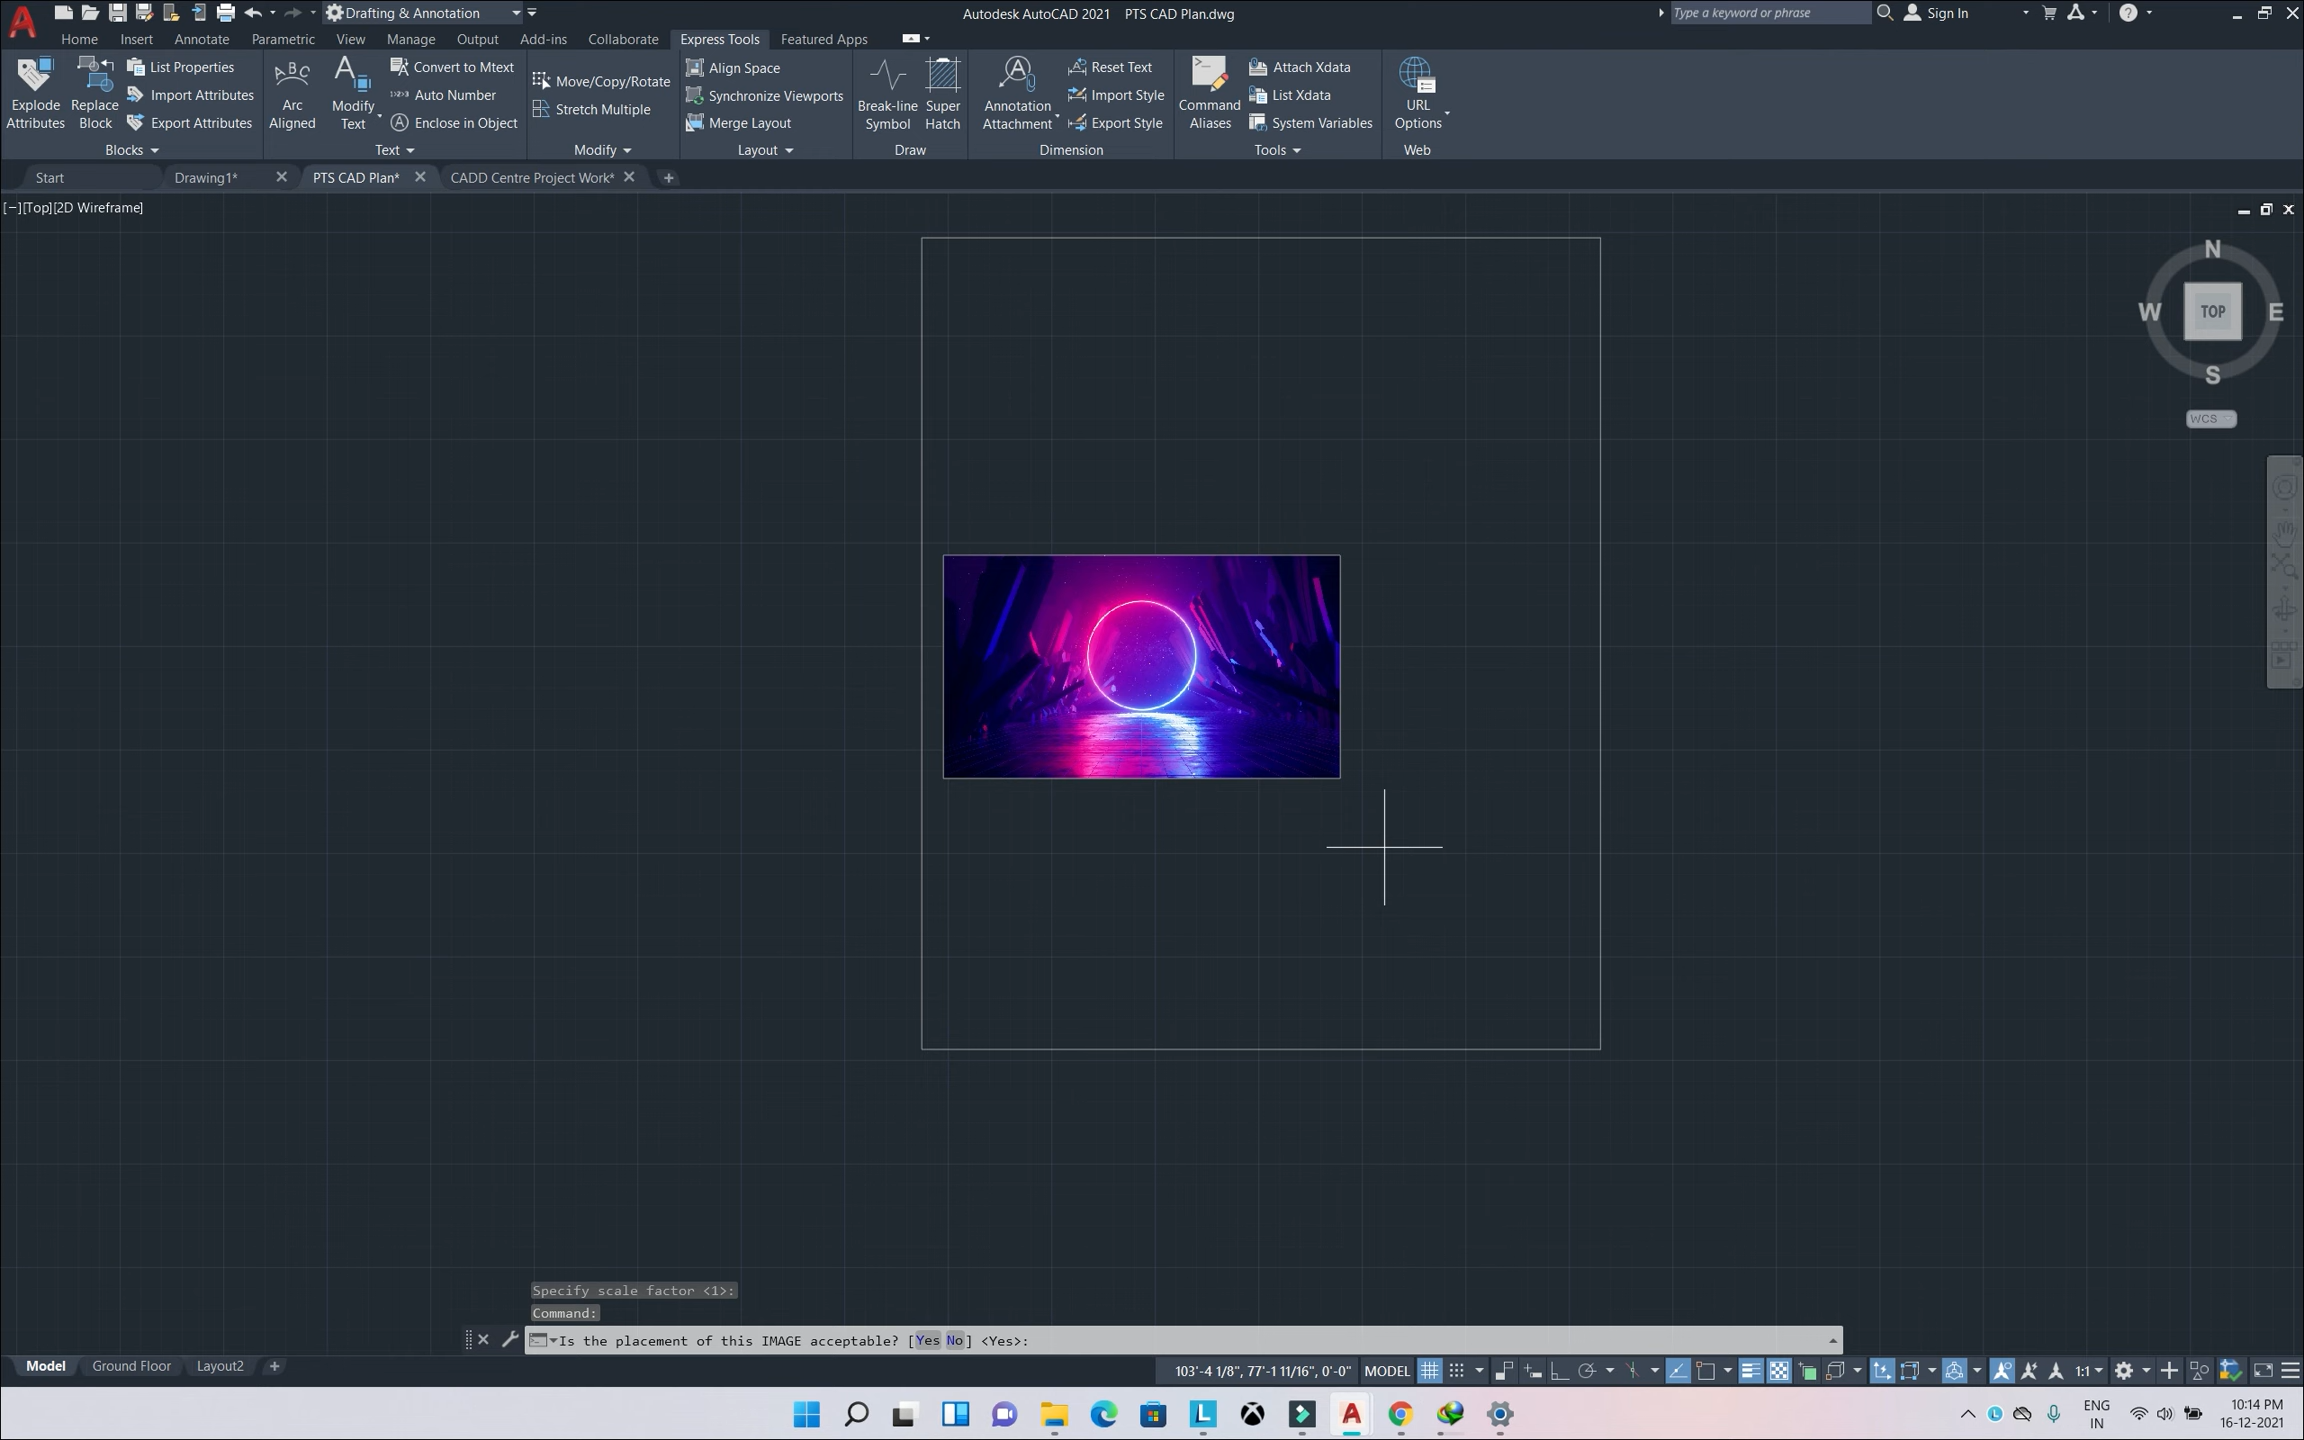 Drafting & Annotation
Autodesk AutoCAD 2021 PTS CAD Plan.dwg
Type a keyword or phrase
Sign In
Home Insert Annotate Parametric View Manage Output Add-ins Collaborate Express Tools Featured Apps
Explode Attributes
Replace Block
List Properties
Import Attributes
Export Attributes
Blocks
Arc Aligned
Modify Text
Convert to Mtext
Auto Number
Enclose in Object
Text
Move/Copy/Rotate
Stretch Multiple
Modify
Align Space
Synchronize Viewports
Merge Layout
Layout
Break-line Symbol
Super Hatch
Draw
Annotation Attachment
Reset Text
Import Style
Export Style
Dimension
Command Aliases
Attach Xdata
List Xdata
System Variables
Tools
URL Options
Web
Start Drawing1* PTS CAD Plan* CADD Centre Project Work*
[−][Top][2D Wireframe]
N
W TOP E
S
WCS
Specify scale factor <1>:
Command:
Is the placement of this IMAGE acceptable? [Yes No] <Yes>:
Model Ground Floor Layout2
103'-4 1/8", 77'-1 11/16", 0'-0" MODEL 1:1
ENG
IN
10:14 PM
16-12-2021